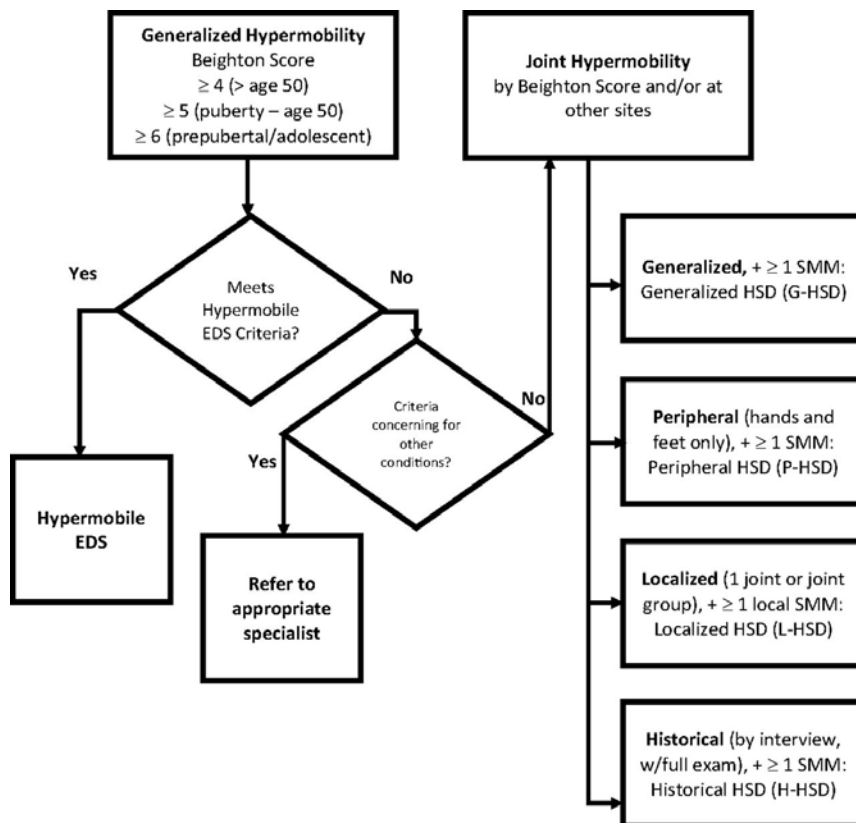 Generalized Hypermobility
Beighton Score
≥ 4 (> age 50)
≥ 5 (puberty – age 50)
≥ 6 (prepubertal/adolescent)
Joint Hypermobility
by Beighton Score and/or at
other sites
Yes
Meets
Hypermobile
EDS Criteria?
No
Generalized, + ≥ 1 SMM:
Generalized HSD (G-HSD)
Criteria
concerning for
other
conditions?
No
Yes
Peripheral (hands and
feet only), + ≥ 1 SMM:
Peripheral HSD (P-HSD)
Hypermobile
EDS
Refer to
appropriate
specialist
Localized (1 joint or joint
group), + ≥ 1 local SMM:
Localized HSD (L-HSD)
Historical (by interview,
w/full exam), + ≥ 1 SMM:
Historical HSD (H-HSD)